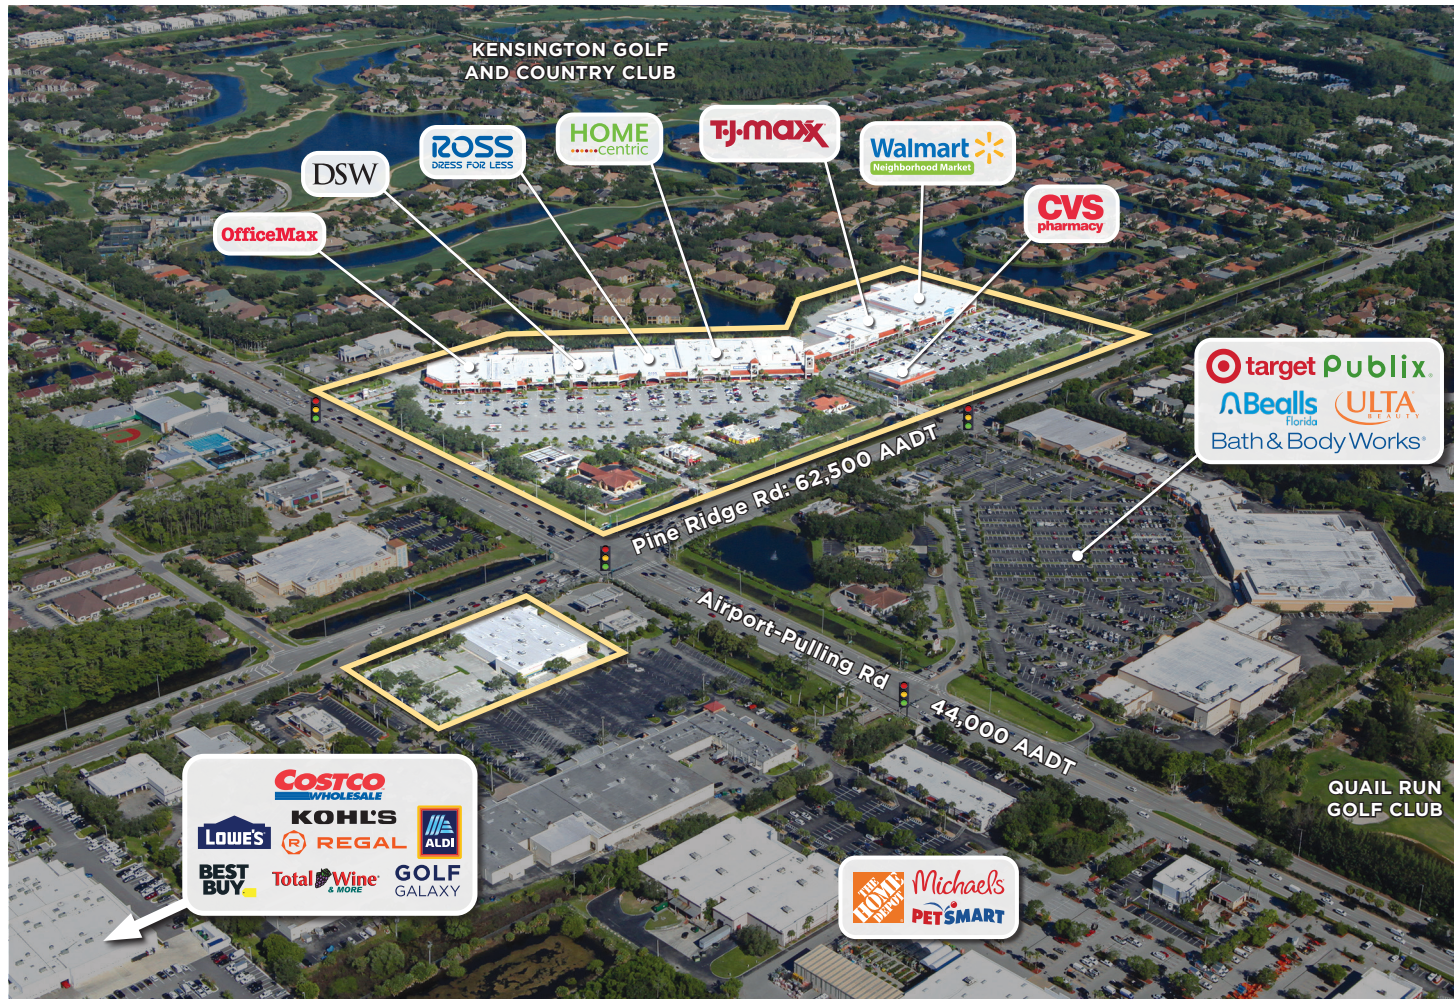 KENSINGTON GOLF
AND COUNTRY CLUB
OfficeMax
DSW
ROSS
DRESS FOR LESS
HOME
centric
T·J·maxx
Walmart
Neighborhood Market
CVS
pharmacy
target Publix
Bealls
Florida
ULTA
BEAUTY
Bath & Body Works
Pine Ridge Rd: 62,500 AADT
Airport-Pulling Rd
44,000 AADT
QUAIL RUN
GOLF CLUB
COSTCO
WHOLESALE
LOWE'S
KOHL'S
R REGAL
ALDI
BEST
BUY
Total Wine
& MORE
GOLF
GALAXY
THE
HOME
DEPOT
Michaels
PETSMART